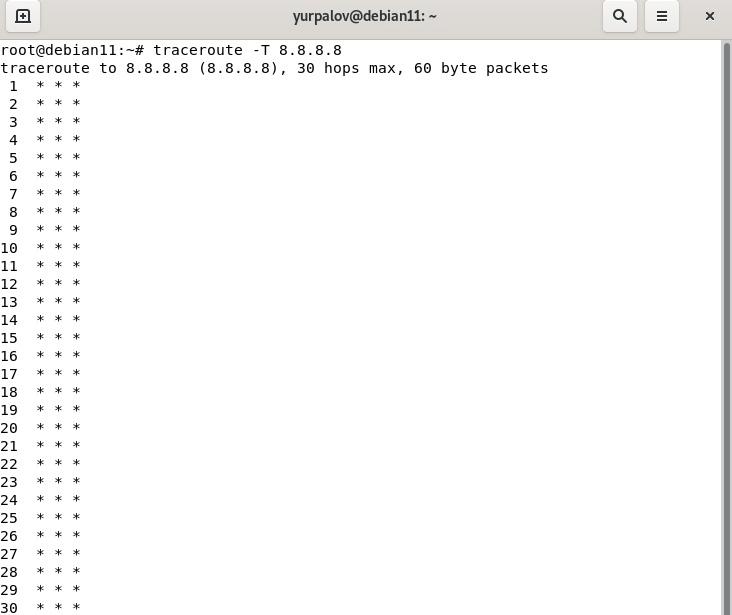 yurpalov@debian11: ~
root@debian11:~# traceroute -T 8.8.8.8
traceroute to 8.8.8.8 (8.8.8.8), 30 hops max, 60 byte packets
 1  * * *
 2  * * *
 3  * * *
 4  * * *
 5  * * *
 6  * * *
 7  * * *
 8  * * *
 9  * * *
10  * * *
11  * * *
12  * * *
13  * * *
14  * * *
15  * * *
16  * * *
17  * * *
18  * * *
19  * * *
20  * * *
21  * * *
22  * * *
23  * * *
24  * * *
25  * * *
26  * * *
27  * * *
28  * * *
29  * * *
30  * * *